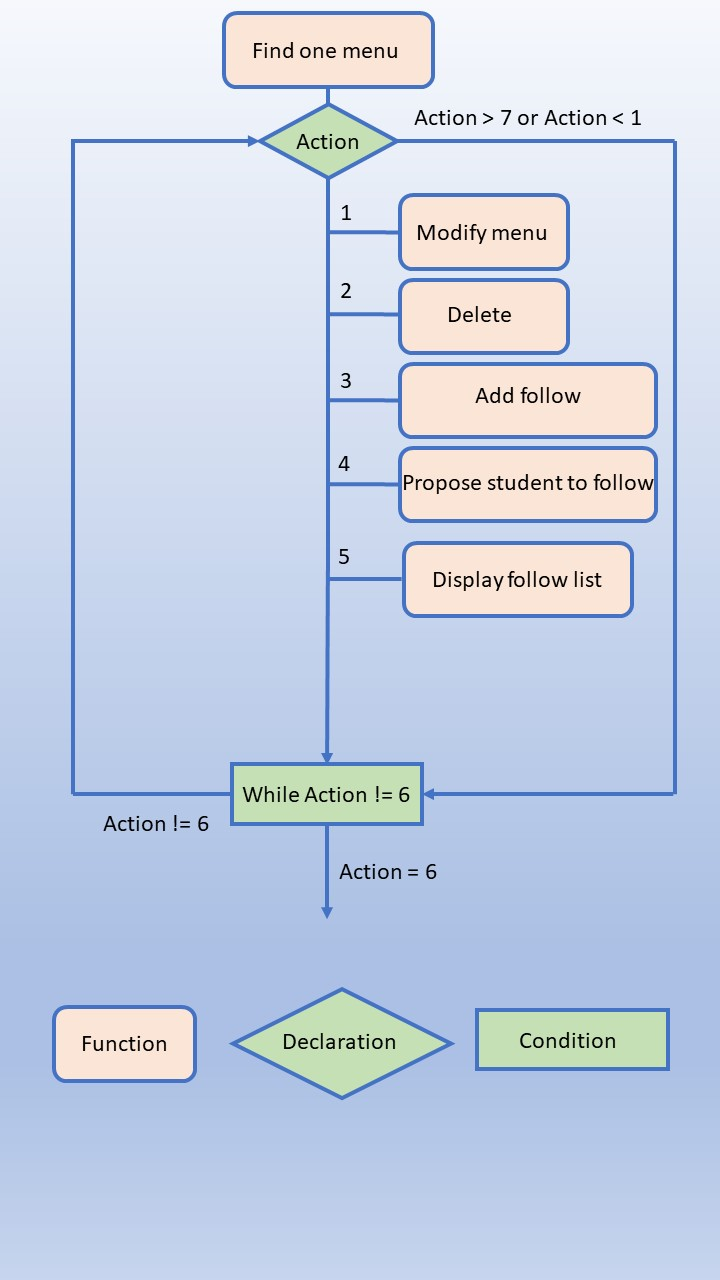 Find one menu
Action > 7 or Action < 1
Action
1
Modify menu
2
Delete
3
Add follow
4
Propose student to follow
5
Display follow list
While Action != 6
Action != 6
Action = 6
Function
Declaration
Condition